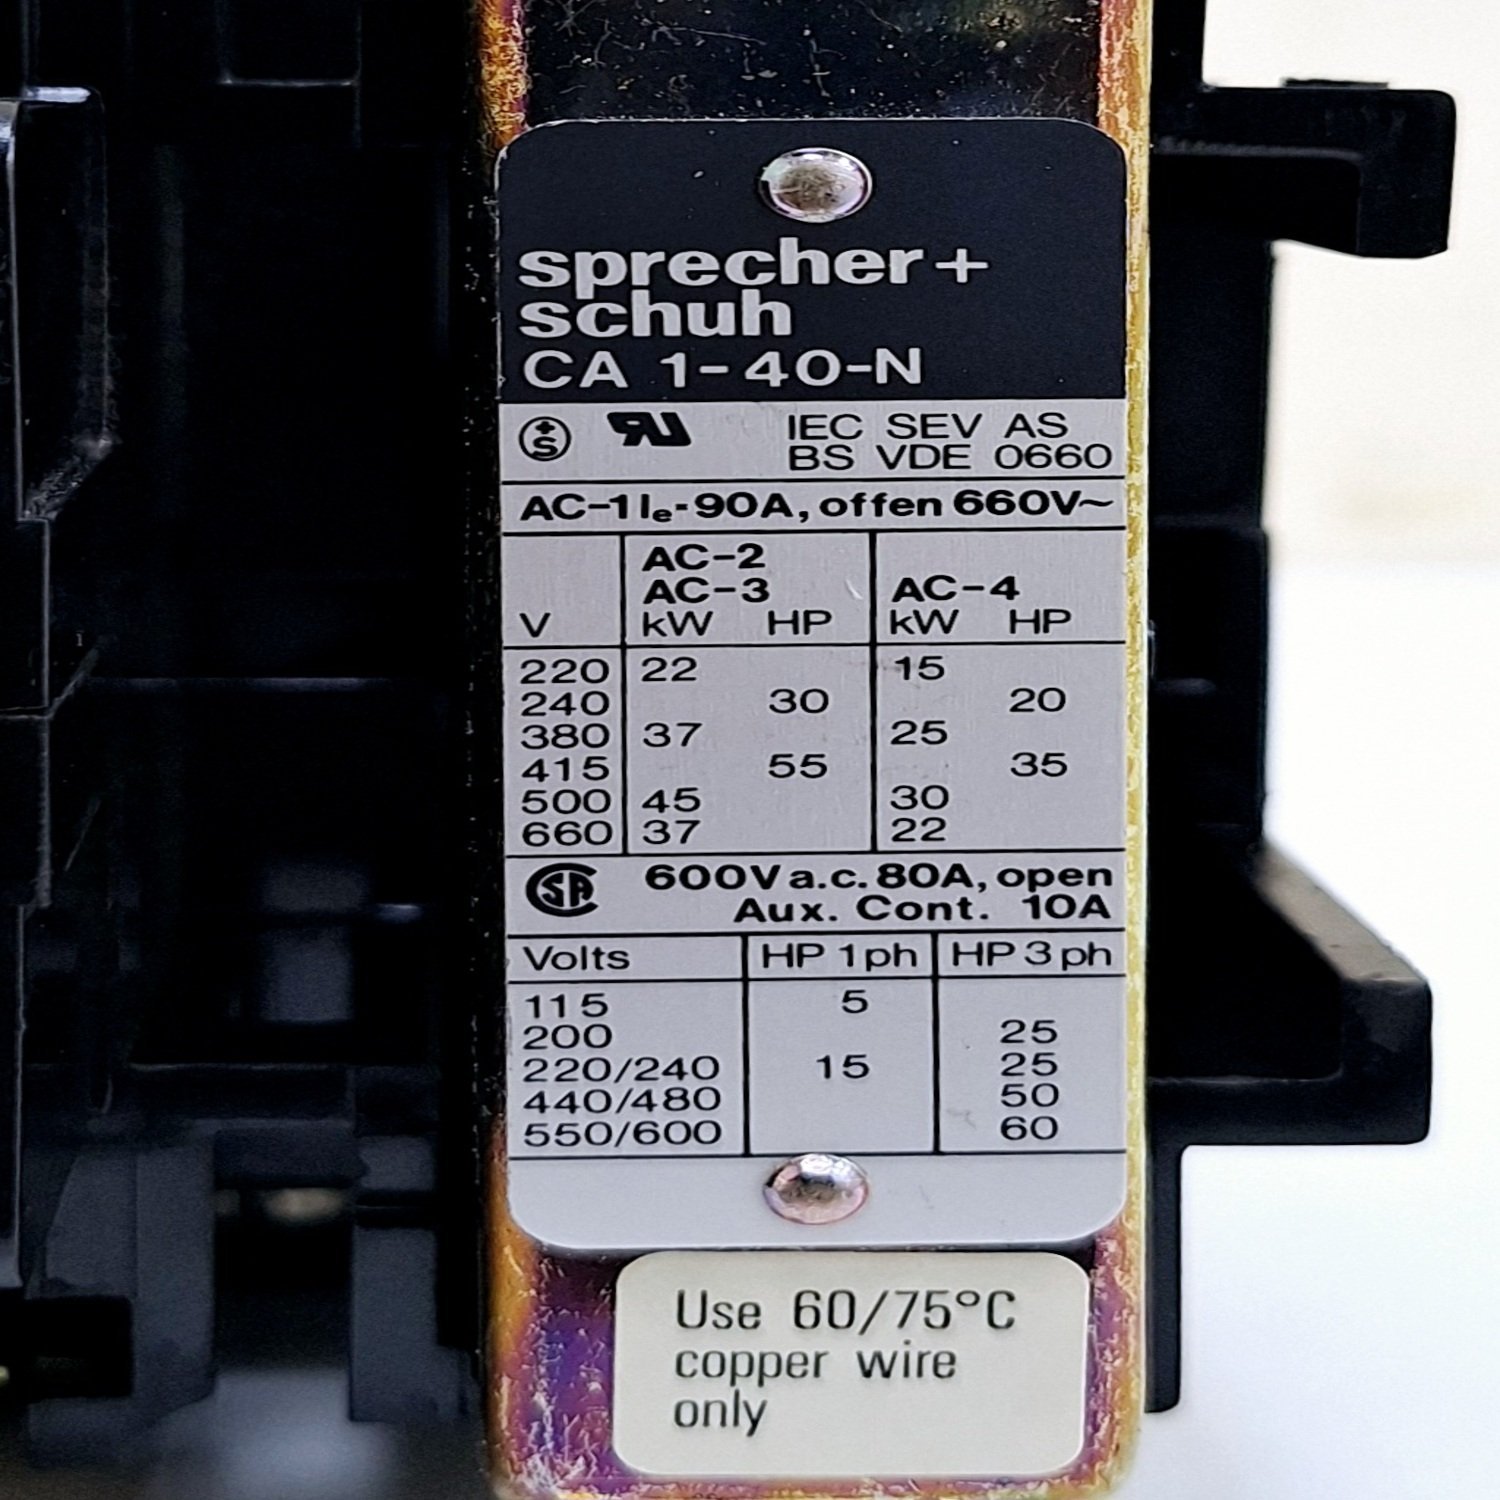 sprecher+
schuh
CA 1-40-N
+S
RU IEC SEV AS
BS VDE 0660
AC-1 Ie-90A, offen 660V~
AC-2
AC-3 AC-4
V kW HP kW HP
220 22 15
240 30 20
380 37 25
415 55 35
500 45 30
660 37 22
CSA 600V a.c. 80A, open
Aux. Cont. 10A
Volts HP 1ph HP 3ph
115 5
200 25
220/240 15 25
440/480 50
550/600 60
Use 60/75°C
copper wire
only